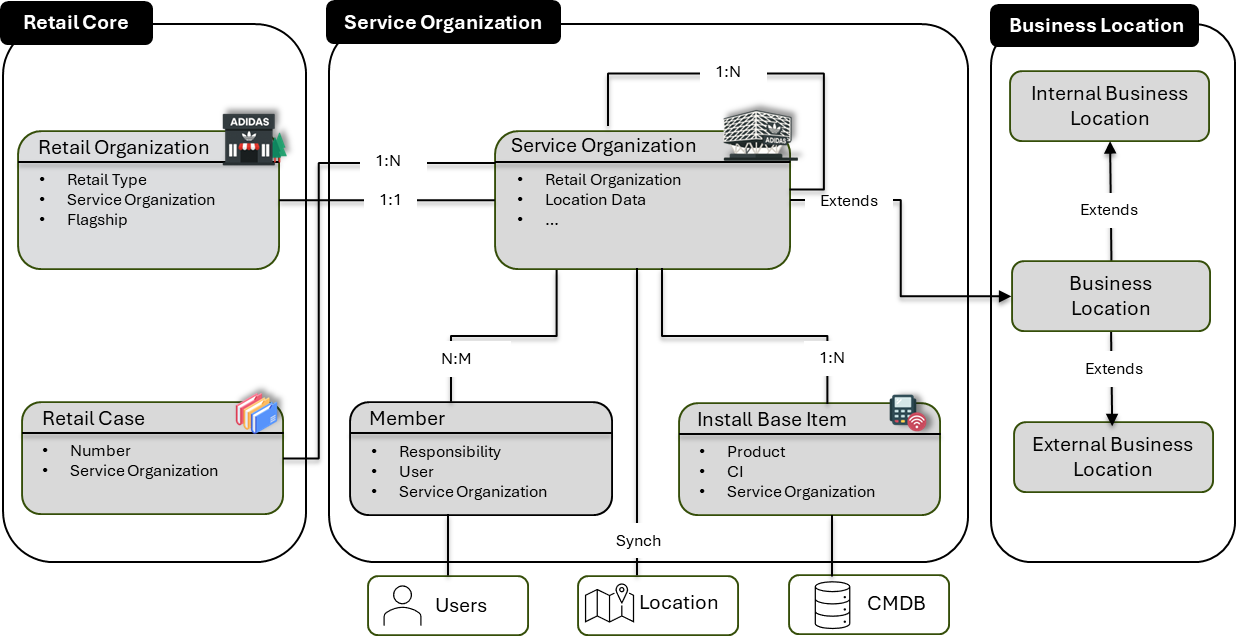 Retail Core
Service Organization
Business Location
ADIDAS
Retail Organization
• Retail Type
• Service Organization
• Flagship
1:N
1:1
1:N
ADIDAS
Service Organization
• Retail Organization
• Location Data
• ...
Extends
Internal Business
Location
Extends
Business
Location
Extends
External Business
Location
N:M
1:N
Retail Case
• Number
• Service Organization
Member
• Responsibility
• User
• Service Organization
Install Base Item
• Product
• CI
• Service Organization
Synch
Users
Location
CMDB